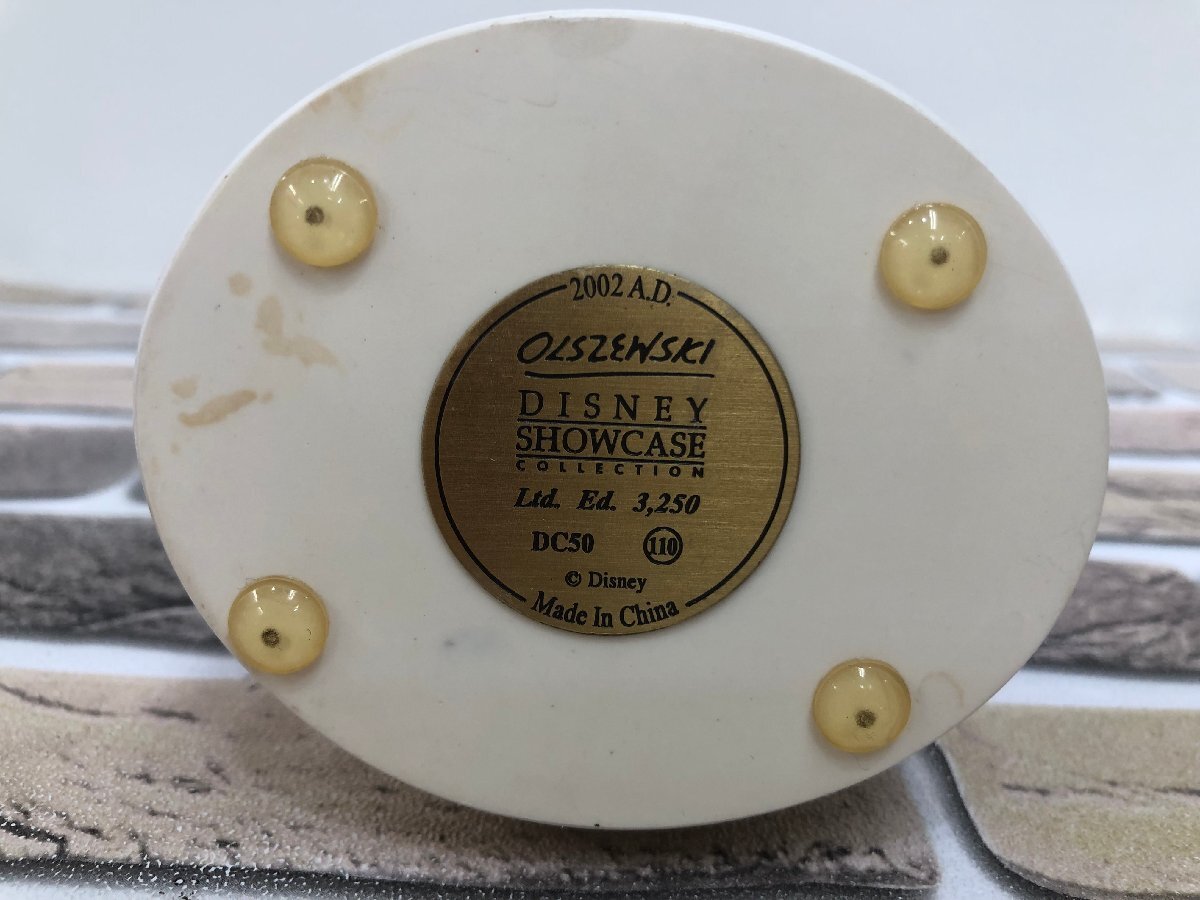 2002 A.D.
OLSZEWSKI
DISNEY
SHOWCASE
COLLECTION
Ltd. Ed. 3,250
DC50 110
© Disney
Made In China